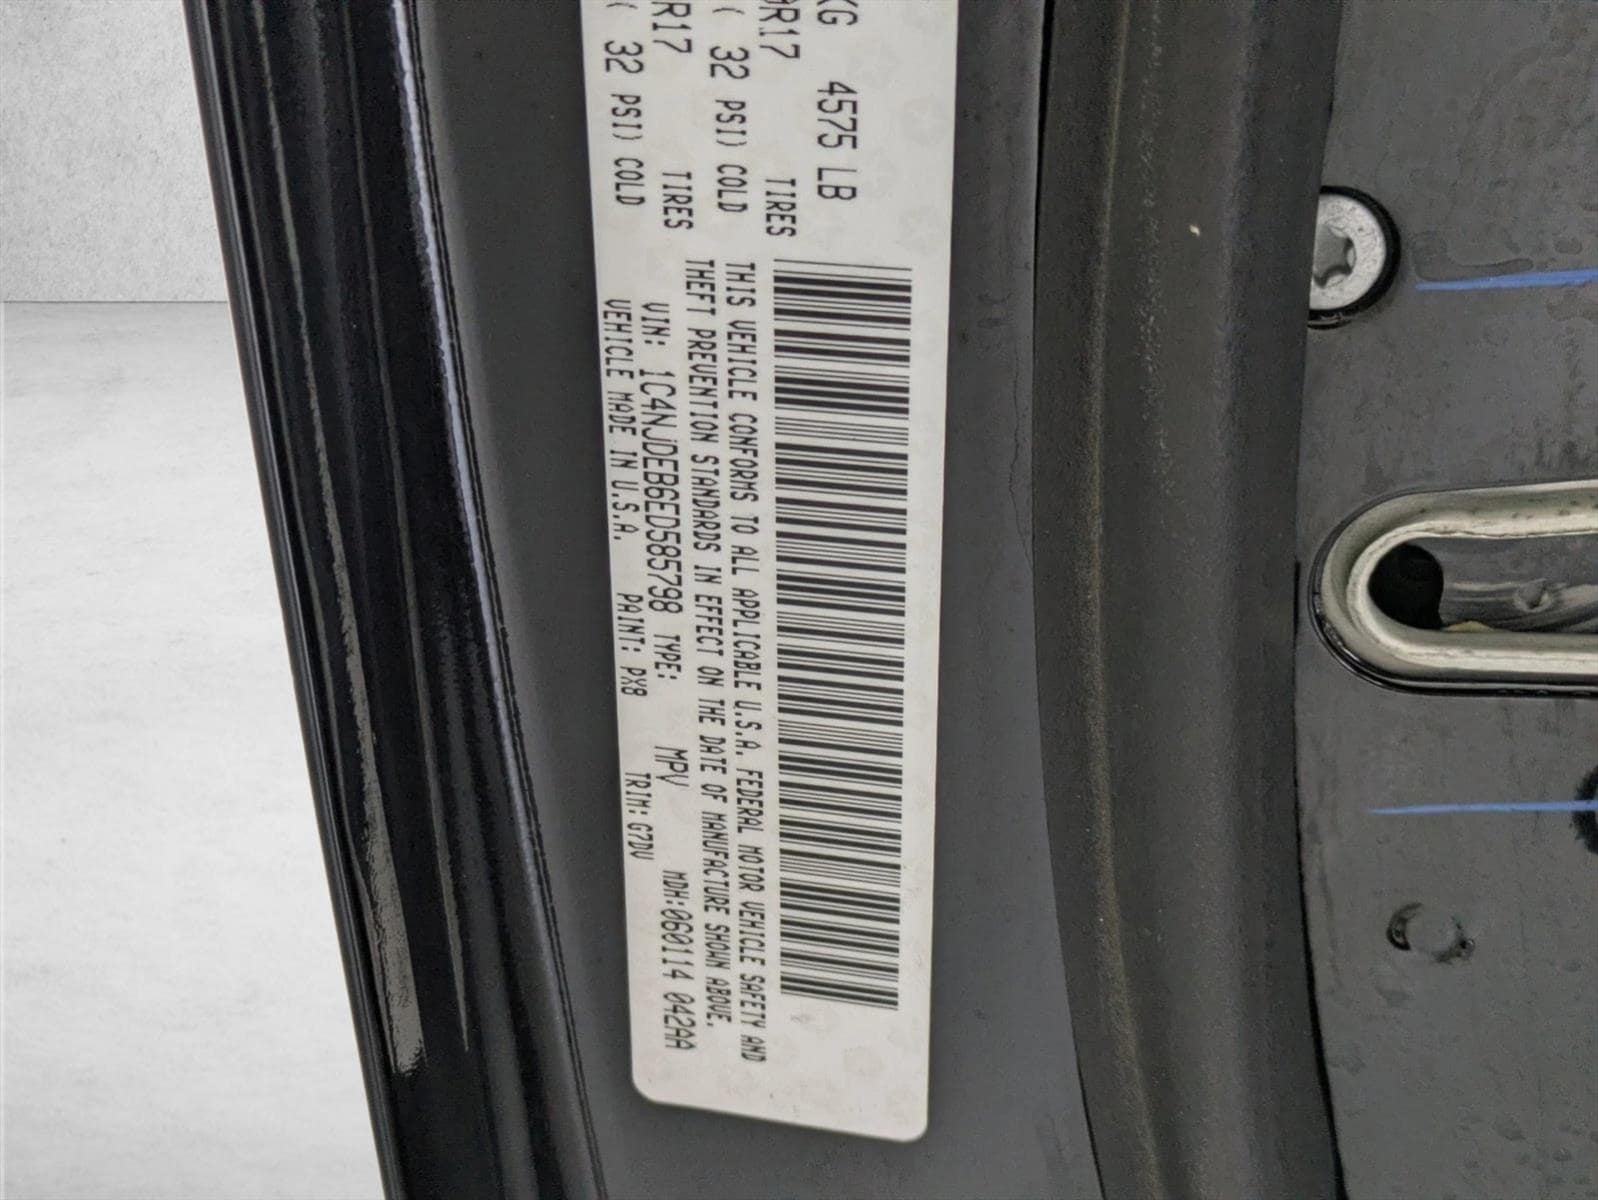 KG 4575 LB
R17 TIRES
( 32 PSI) COLD
R17 TIRES
( 32 PSI) COLD
THIS VEHICLE CONFORMS TO ALL APPLICABLE U.S.A. FEDERAL MOTOR VEHICLE SAFETY AND
THEFT PREVENTION STANDARDS IN EFFECT ON THE DATE OF MANUFACTURE SHOWN ABOVE.
VIN: 1C4NJDEB6ED585798 TYPE: MPV MDH:060114 042AA
VEHICLE MADE IN U.S.A. PAINT: PX8 TRIM: G7DV